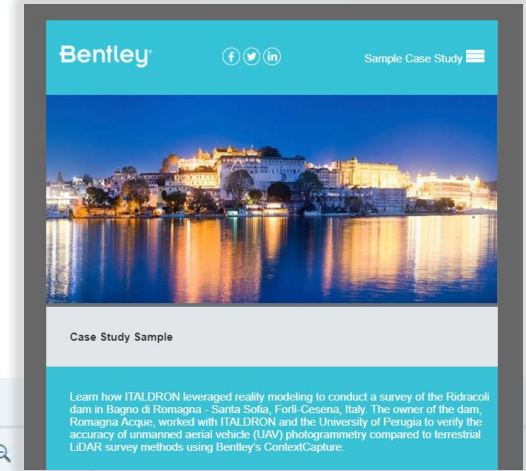 Bentley®
f in
Sample Case Study
Case Study Sample
Learn how ITALDRON leveraged reality modeling to conduct a survey of the Ridracoli
dam in Bagno di Romagna - Santa Sofia, Forli-Cesena, Italy. The owner of the dam,
Romagna Acque, worked with ITALDRON and the University of Perugia to verify the
accuracy of unmanned aerial vehicle (UAV) photogrammetry compared to terrestrial
LiDAR survey methods using Bentley's ContextCapture.